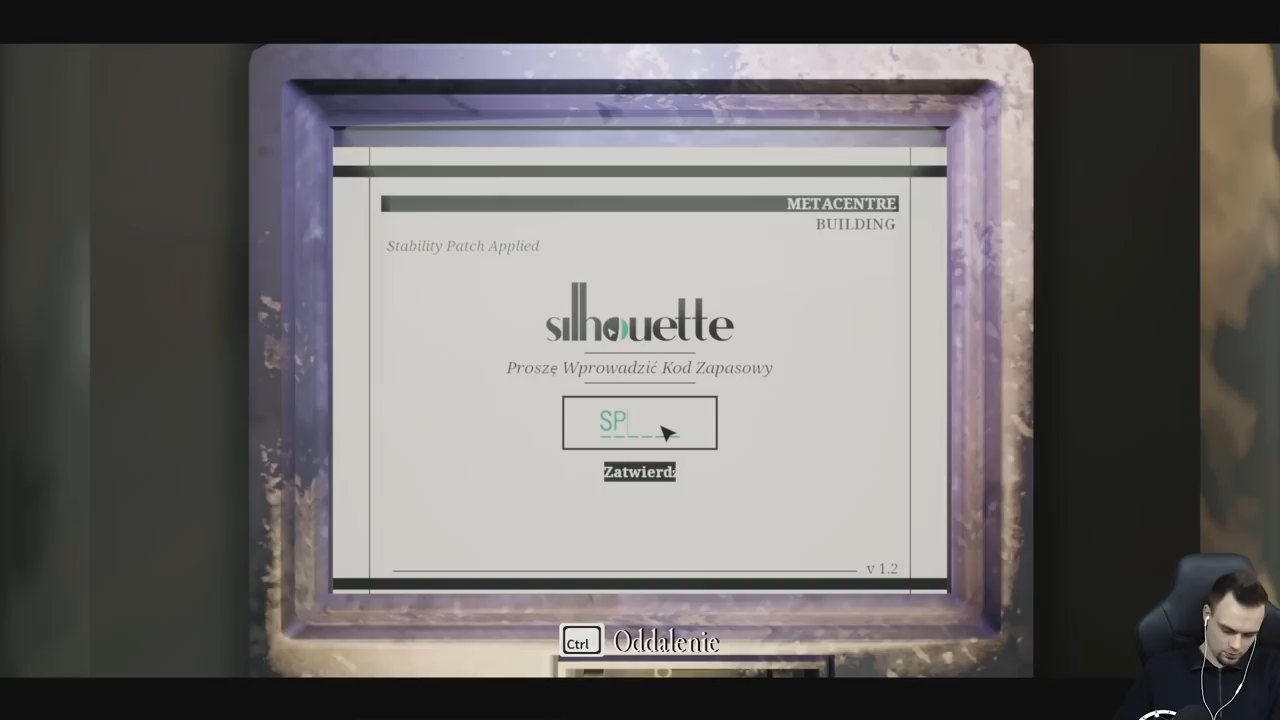 METACENTRE
BUILDING
Stability Patch Applied
silhouette
Proszę Wprowadzić Kod Zapasowy
SP
Zatwierdź
v 1.2
Ctrl Oddalenie